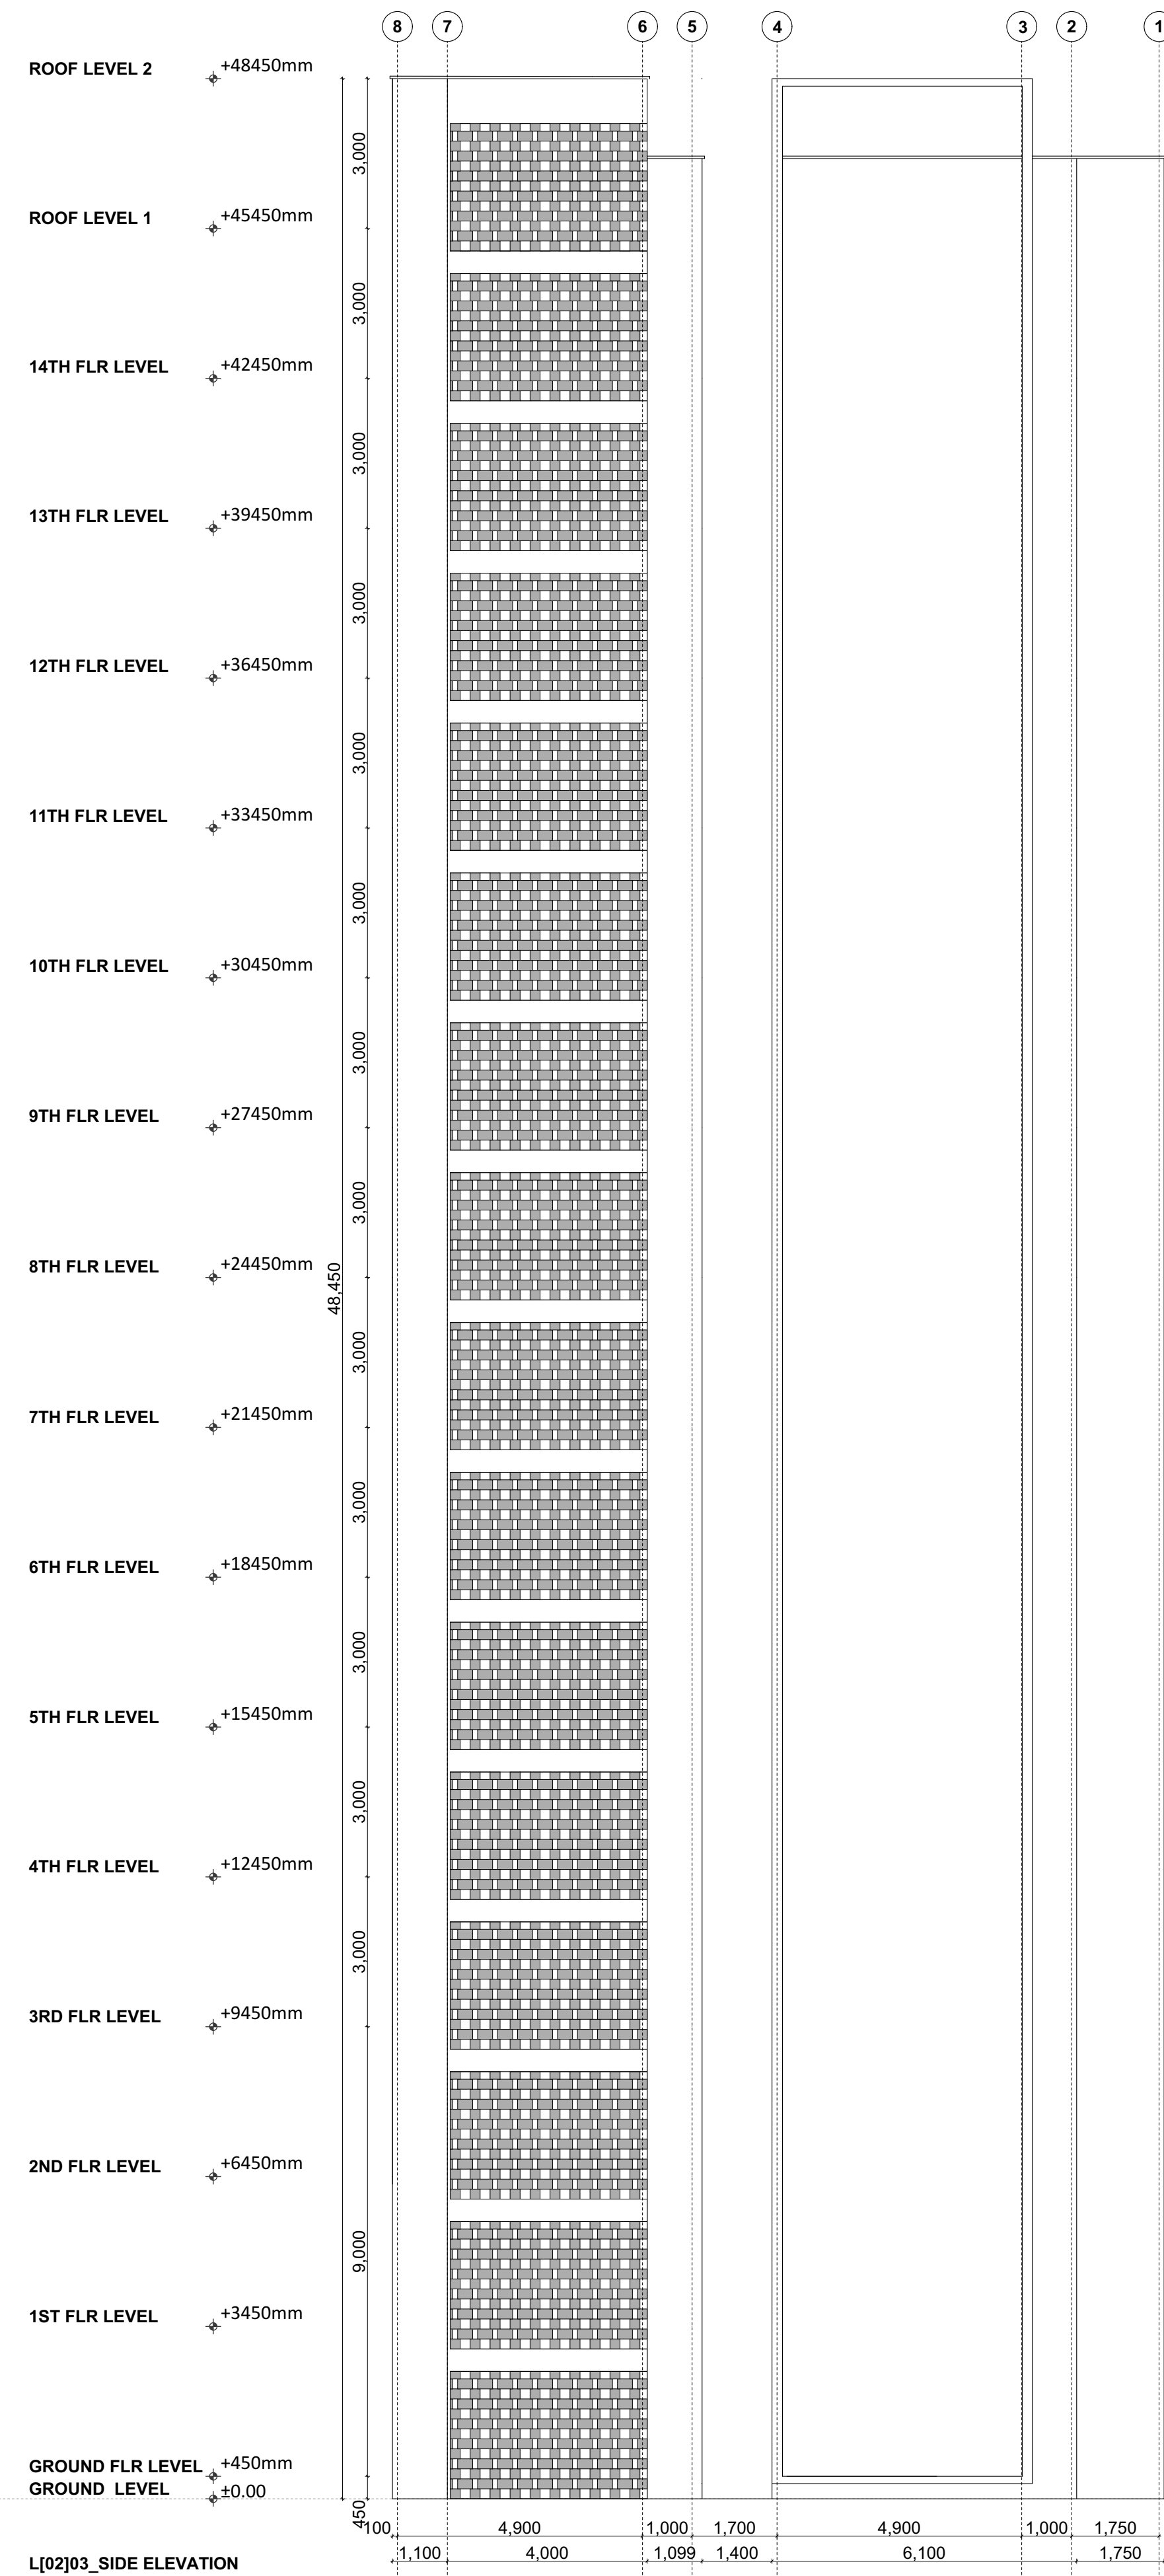 8 7 6 5 4 3 2 1
ROOF LEVEL 2 +48450mm
3,000
ROOF LEVEL 1 +45450mm
3,000
14TH FLR LEVEL +42450mm
3,000
13TH FLR LEVEL +39450mm
3,000
12TH FLR LEVEL +36450mm
3,000
11TH FLR LEVEL +33450mm
3,000
10TH FLR LEVEL +30450mm
3,000
9TH FLR LEVEL +27450mm
3,000
8TH FLR LEVEL +24450mm
48,450
3,000
7TH FLR LEVEL +21450mm
3,000
6TH FLR LEVEL +18450mm
3,000
5TH FLR LEVEL +15450mm
3,000
4TH FLR LEVEL +12450mm
3,000
3RD FLR LEVEL +9450mm
2ND FLR LEVEL +6450mm
9,000
1ST FLR LEVEL +3450mm
GROUND FLR LEVEL +450mm
GROUND LEVEL ±0.00
450
100 4,900 1,000 1,700 4,900 1,000 1,750
1,100 4,000 1,099 1,400 6,100 1,750
L[02]03_SIDE ELEVATION